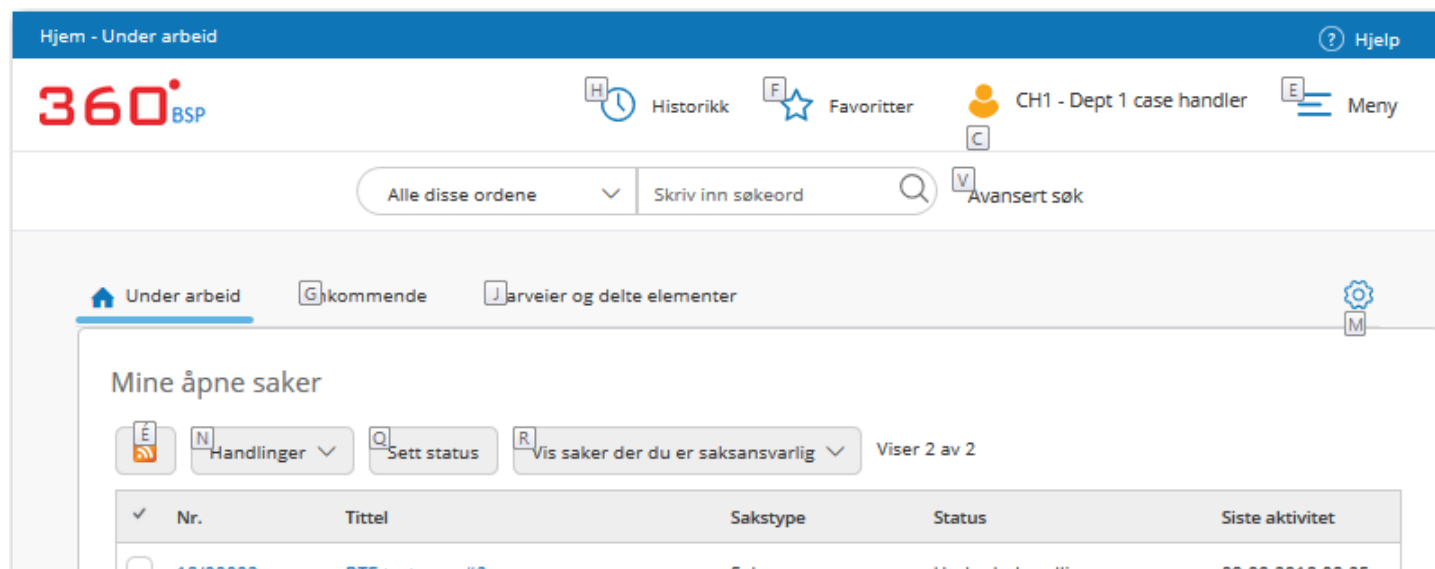 Hjem - Under arbeid
? Hjelp
360° BSP
H Historikk F Favoritter CH1 - Dept 1 case handler E Meny
C
Alle disse ordene Skriv inn søkeord V Avansert søk
Under arbeid G nkommende J arveier og delte elementer
M
Mine åpne saker
É N Handlinger Q Sett status R Vis saker der du er saksansvarlig Viser 2 av 2
Nr. Tittel Sakstype Status Siste aktivitet